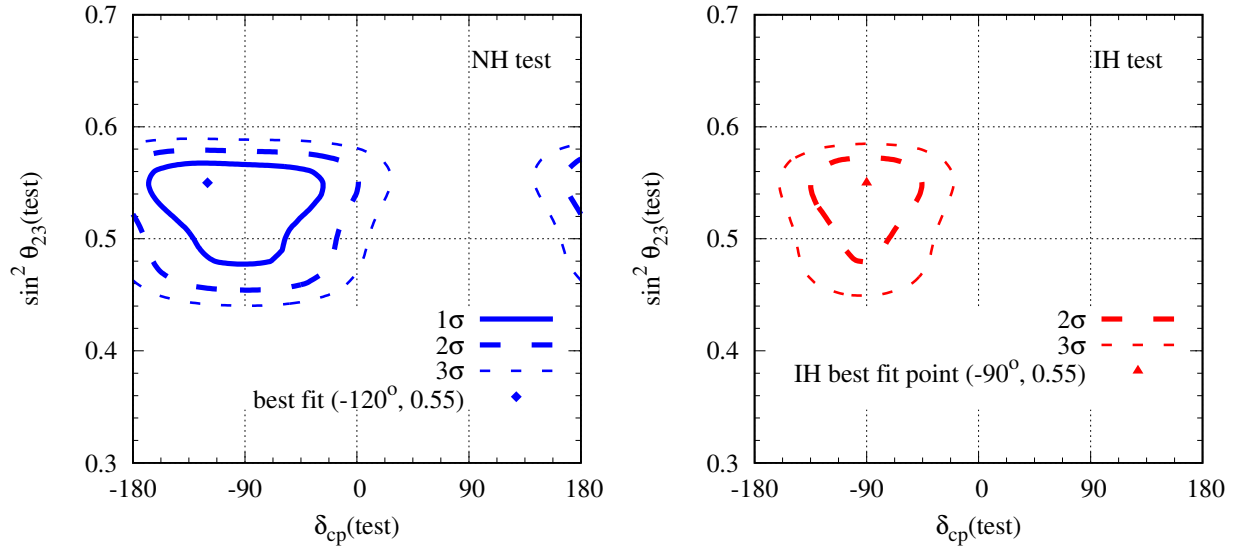 0.7
0.6
0.5
0.4
0.3
sin² θ₂₃(test)
NH test
1σ
2σ
3σ
best fit (-120°, 0.55)
-180
-90
0
90
180
δcp(test)
0.7
0.6
0.5
0.4
0.3
sin² θ₂₃(test)
IH test
2σ
3σ
IH best fit point (-90°, 0.55)
-180
-90
0
90
180
δcp(test)